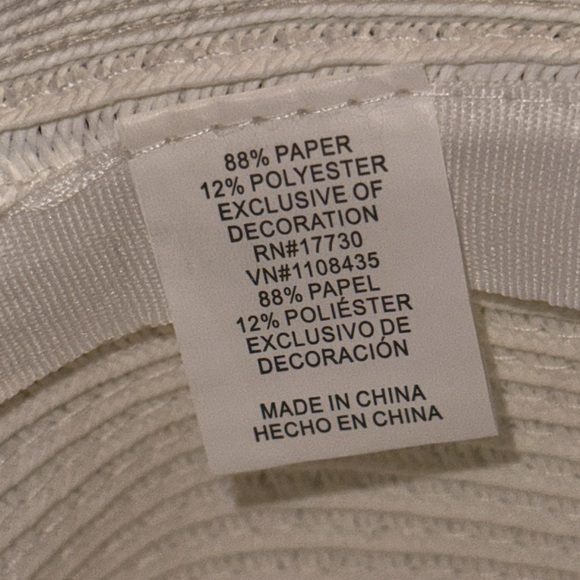 88% PAPER
12% POLYESTER
EXCLUSIVE OF
DECORATION
RN#17730
VN#1108435
88% PAPEL
12% POLIÉSTER
EXCLUSIVO DE
DECORACIÓN
MADE IN CHINA
HECHO EN CHINA